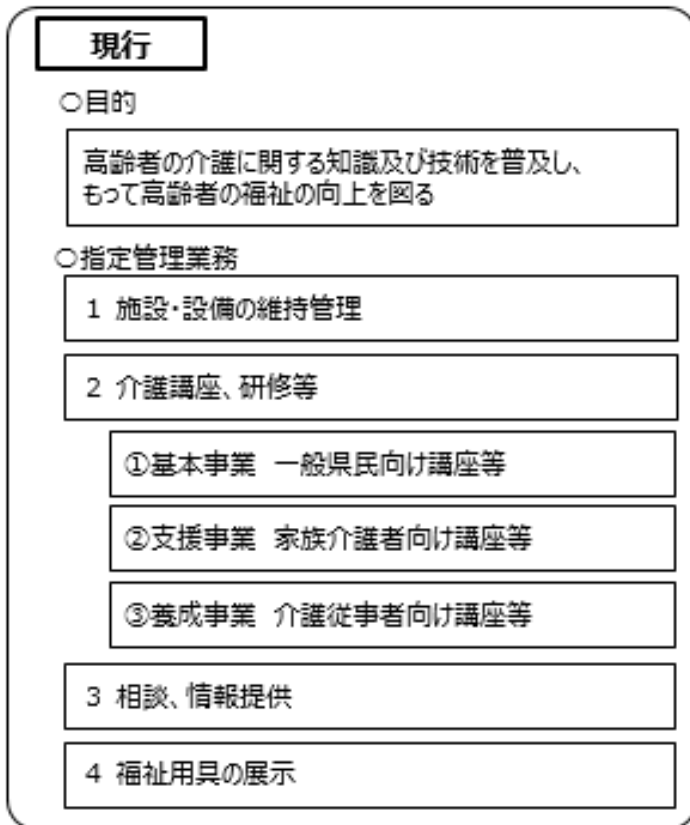 現行
○目的
高齢者の介護に関する知識及び技術を普及し、
もって高齢者の福祉の向上を図る
○指定管理業務
1 施設・設備の維持管理
2 介護講座、研修等
①基本事業　一般県民向け講座等
②支援事業　家族介護者向け講座等
③養成事業　介護従事者向け講座等
3 相談、情報提供
4 福祉用具の展示